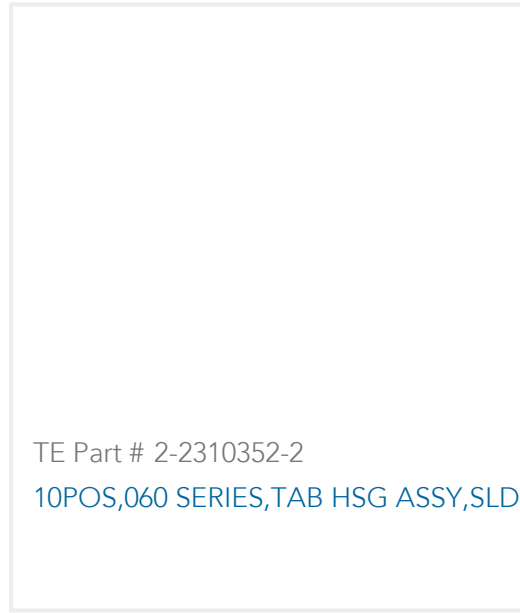 TE Part # 2-2310352-2
10POS,060 SERIES,TAB HSG ASSY,SLD